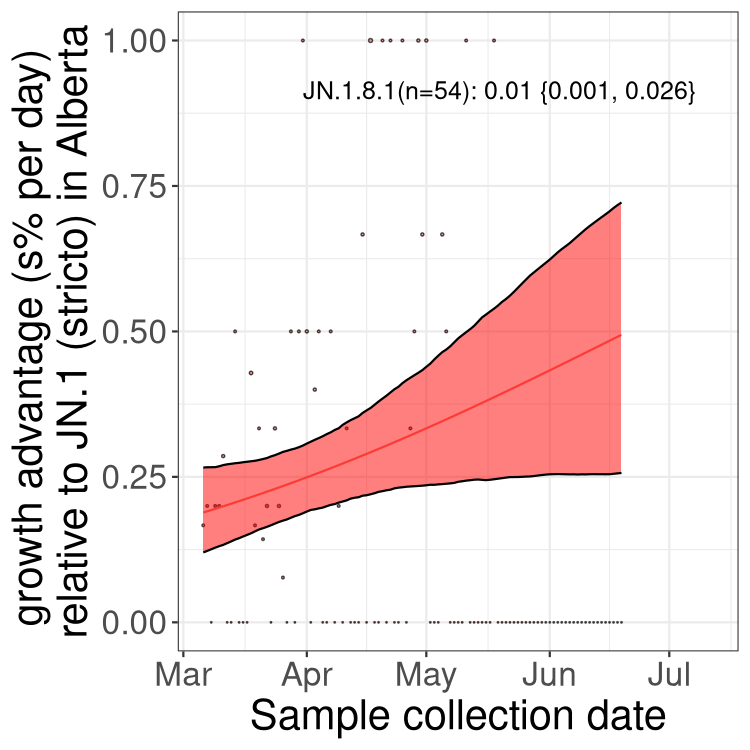 growth advantage (s% per day)
relative to JN.1 (stricto) in Alberta
1.00
0.75
0.50
0.25
0.00
JN.1.8.1(n=54): 0.01 {0.001, 0.026}
Mar Apr May Jun Jul
Sample collection date